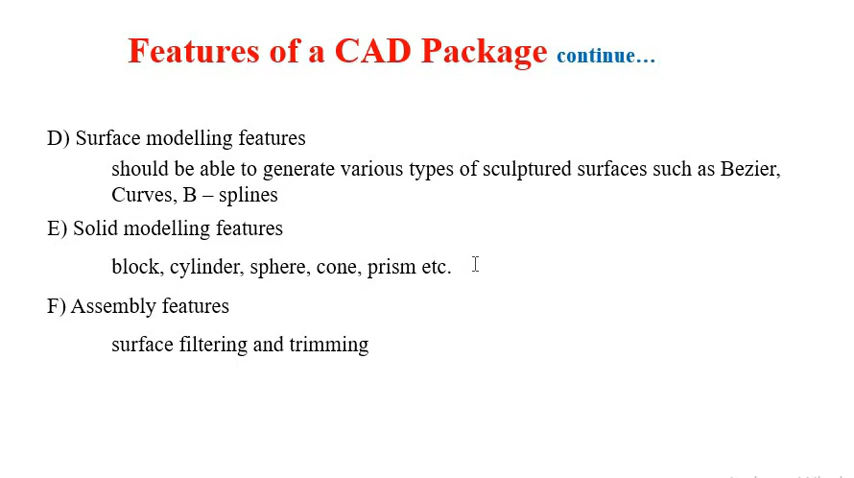 Features of a CAD Package continue...
D) Surface modelling features
should be able to generate various types of sculptured surfaces such as Bezier,
Curves, B – splines
E) Solid modelling features
block, cylinder, sphere, cone, prism etc.
F) Assembly features
surface filtering and trimming